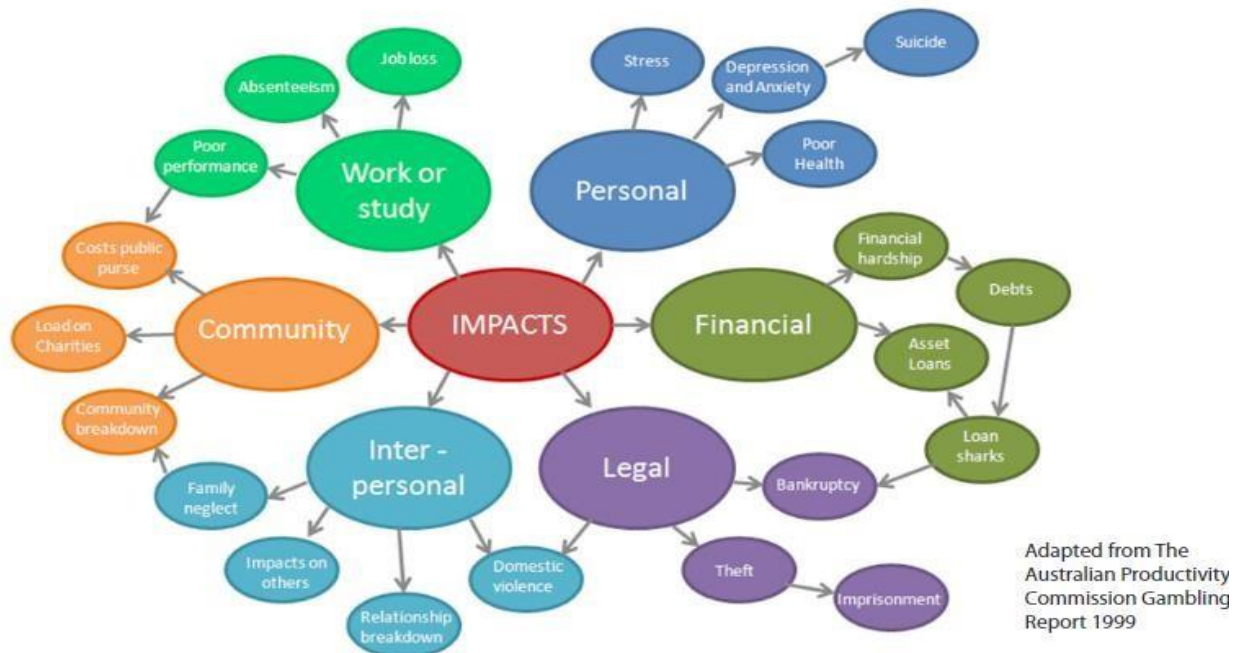 Job loss
Absenteeism
Poor
performance
Work or
study
Stress
Depression
and Anxiety
Suicide
Poor
Health
Personal
Costs public
purse
Load on
Charities
Community
breakdown
Community
IMPACTS
Financial
Financial
hardship
Debts
Asset
Loans
Loan
sharks
Inter -
personal
Family
neglect
Impacts on
others
Relationship
breakdown
Domestic
violence
Legal
Bankruptcy
Theft
Imprisonment
Adapted from The
Australian Productivity
Commission Gambling
Report 1999